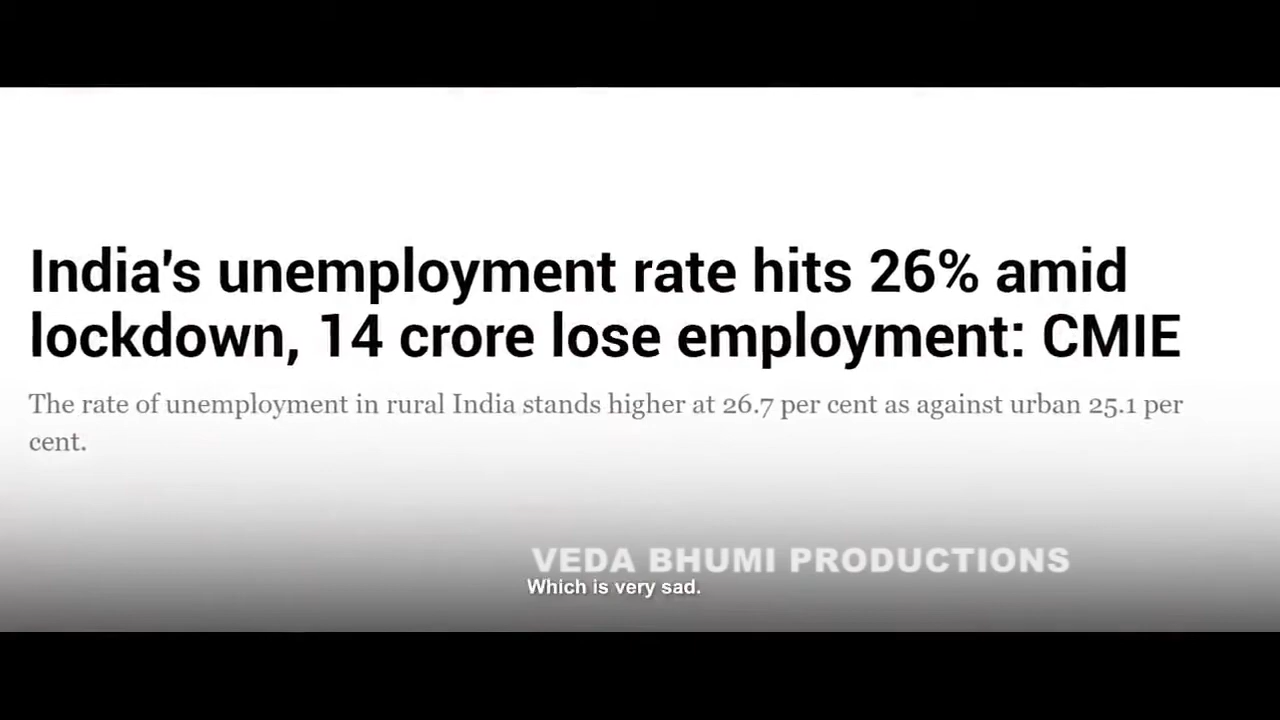 India's unemployment rate hits 26% amid
lockdown, 14 crore lose employment: CMIE
The rate of unemployment in rural India stands higher at 26.7 per cent as against urban 25.1 per
cent.
VEDA BHUMI PRODUCTIONS
Which is very sad.